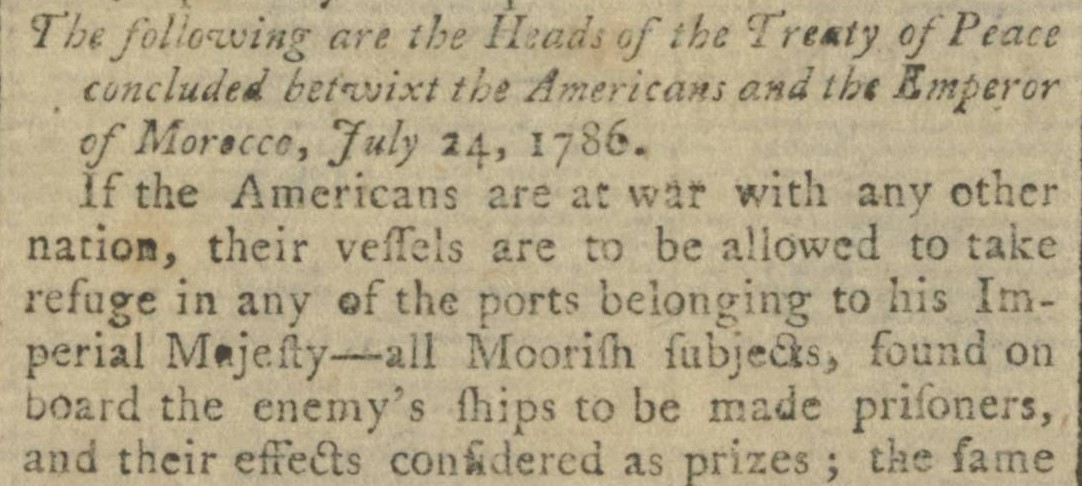 The following are the Heads of the Treaty of Peace
concluded betwixt the Americans and the Emperor
of Morocco, July 24, 1786.
If the Americans are at war with any other
nation, their veſſels are to be allowed to take
refuge in any of the ports belonging to his Im-
perial Majeſty—all Mooriſh ſubjects, found on
board the enemy's ſhips to be made priſoners,
and their effects conſidered as prizes ; the ſame